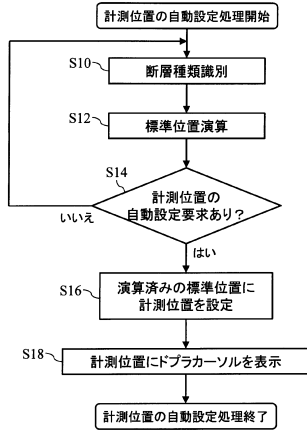 計測位置の自動設定処理開始
S10
断層種類識別
S12
標準位置演算
S14
計測位置の
自動設定要求あり?
いいえ
はい
S16
演算済みの標準位置に
計測位置を設定
S18
計測位置にドプラカーソルを表示
計測位置の自動設定処理終了